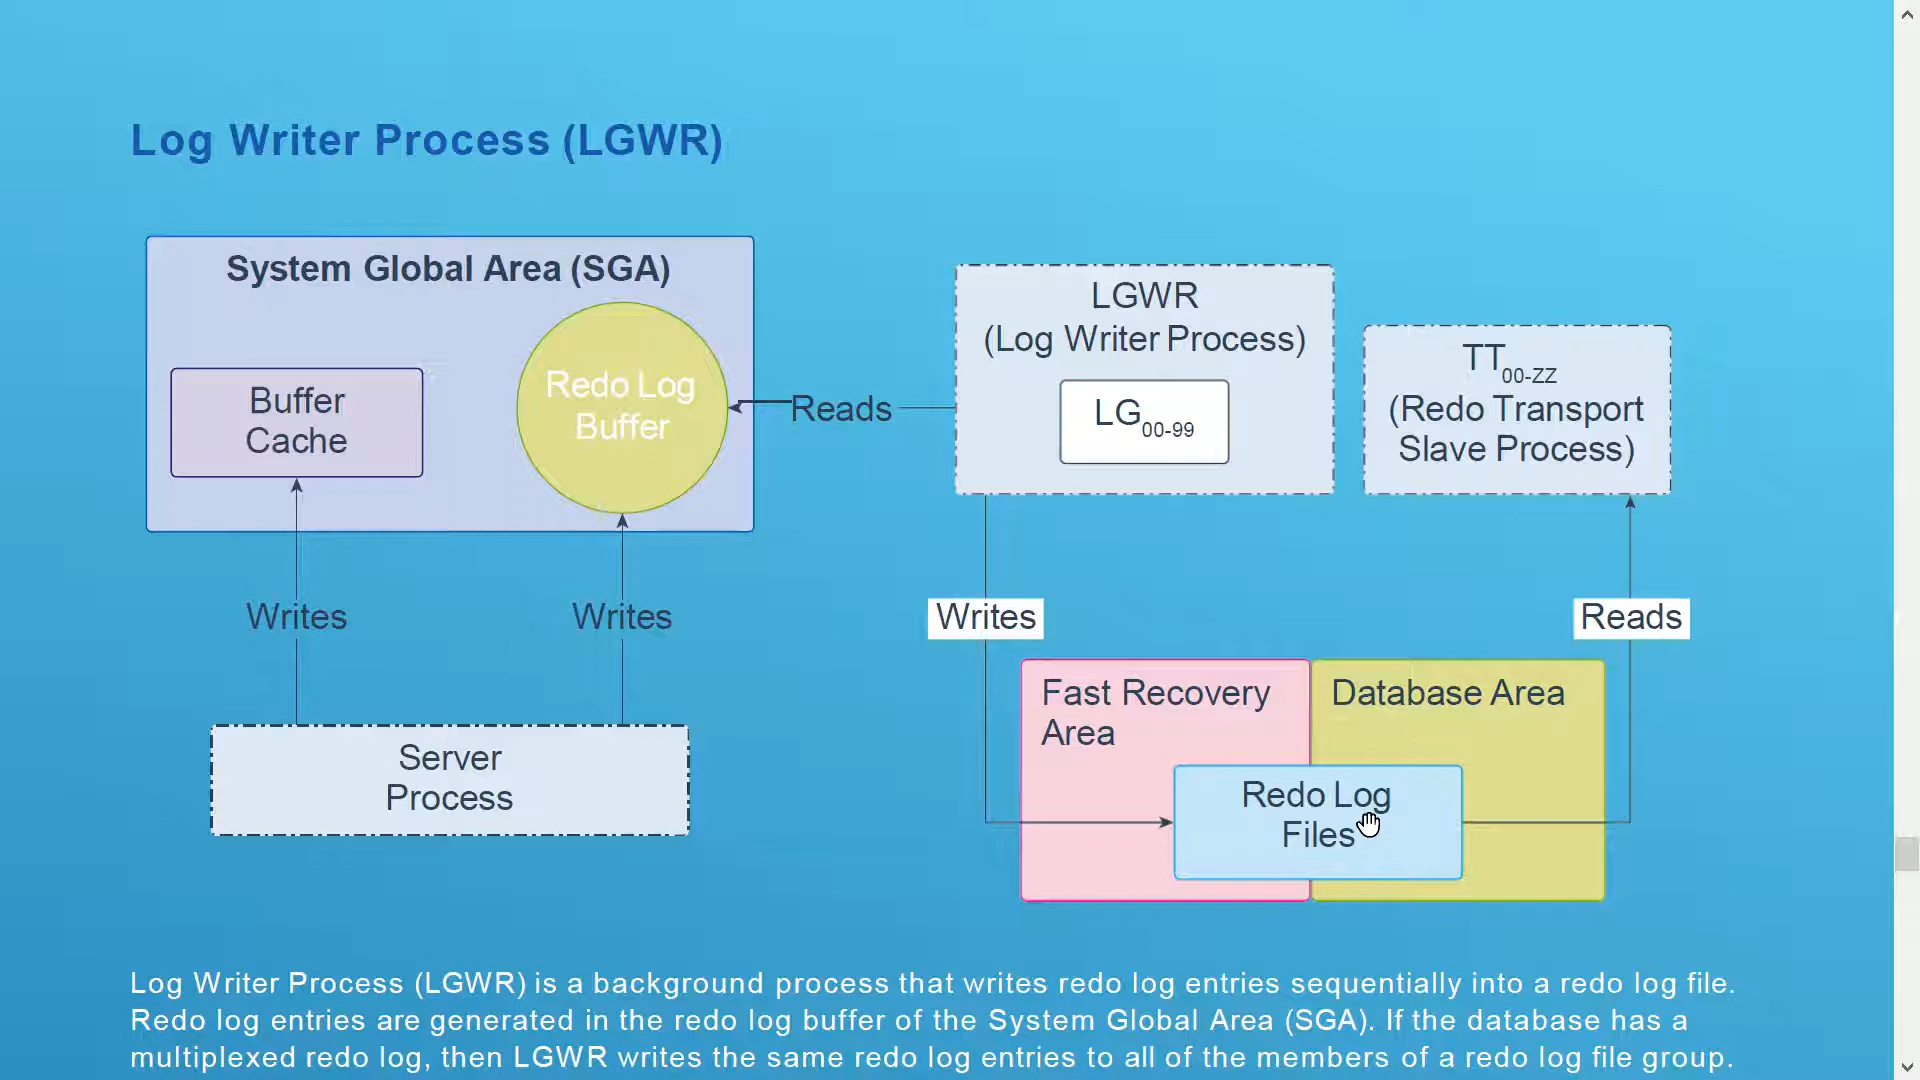 Log Writer Process (LGWR)
System Global Area (SGA)
Buffer
Cache
Redo Log
Buffer
Reads
LGWR
(Log Writer Process)
LG00-99
TT00-ZZ
(Redo Transport
Slave Process)
Writes
Writes
Writes
Reads
Server
Process
Fast Recovery
Area
Database Area
Redo Log
Files
Log Writer Process (LGWR) is a background process that writes redo log entries sequentially into a redo log file.
Redo log entries are generated in the redo log buffer of the System Global Area (SGA). If the database has a
multiplexed redo log, then LGWR writes the same redo log entries to all of the members of a redo log file group.